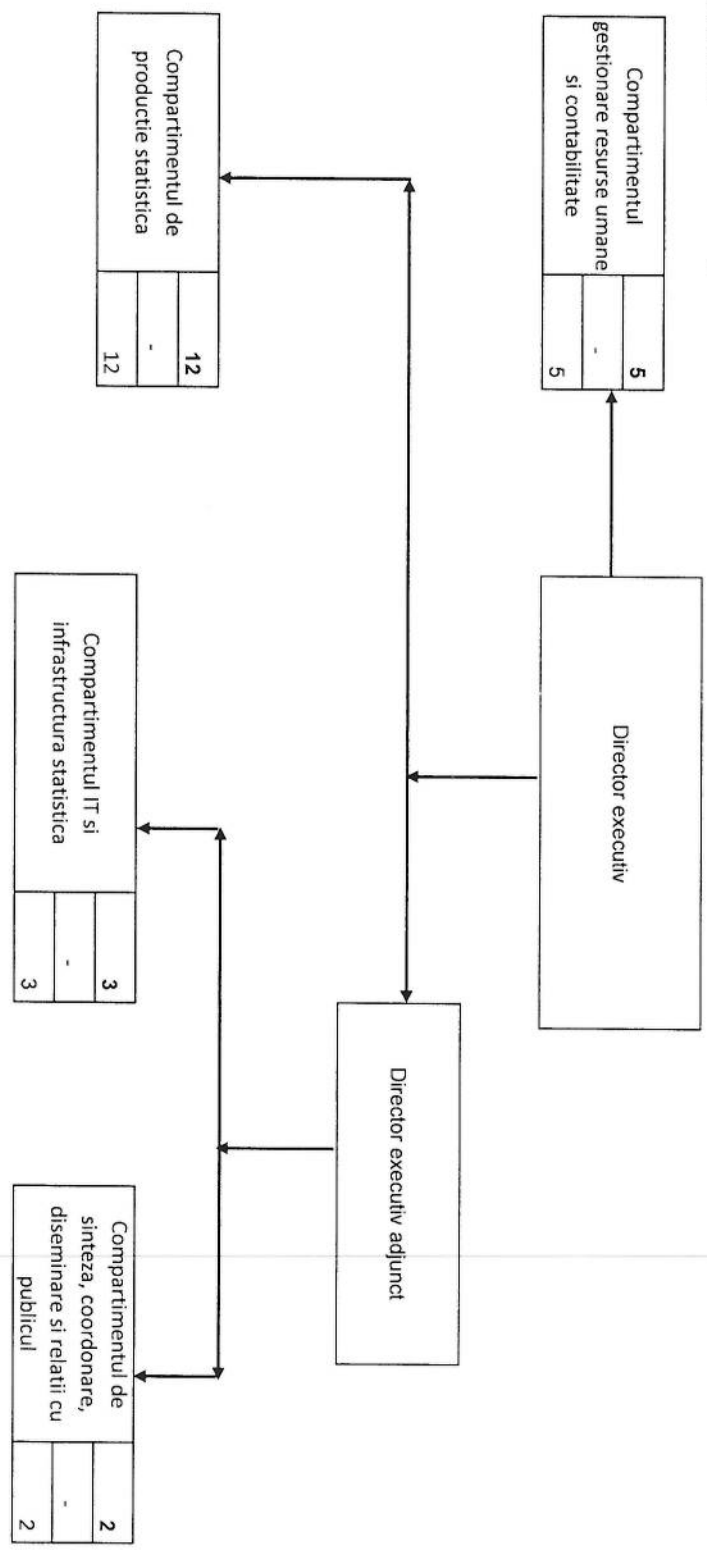 Director executiv
Compartimentul
gestionare resurse umane
si contabilitate
5
-
5
Director executiv adjunct
Compartimentul de
productie statistica
12
-
12
Compartimentul IT si
infrastructura statistica
3
-
3
Compartimentul de
sinteza, coordonare,
diseminare si relatii cu
publicul
2
-
2